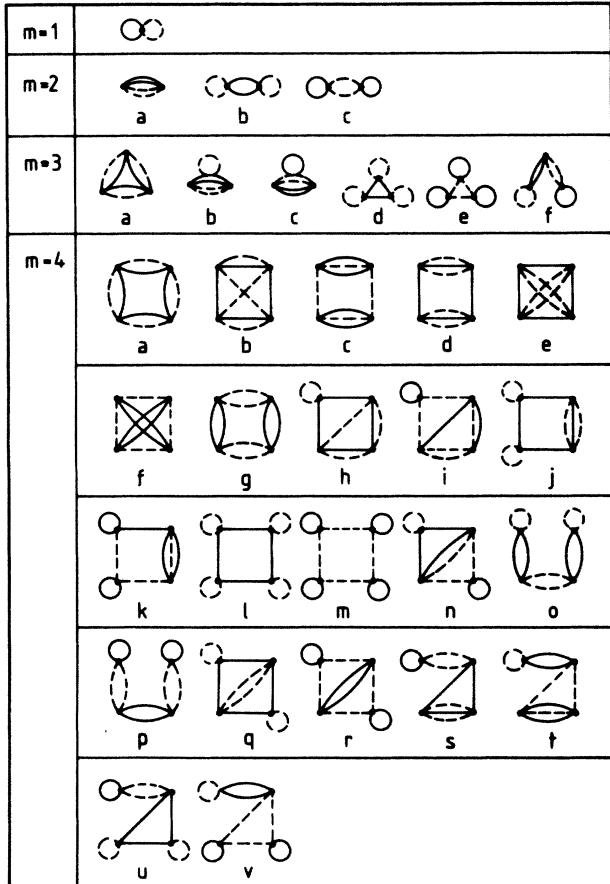 m=1
m=2
a b c
m=3
a b c d e f
m=4
a b c d e
f g h i j
k l m n o
p q r s t
u v